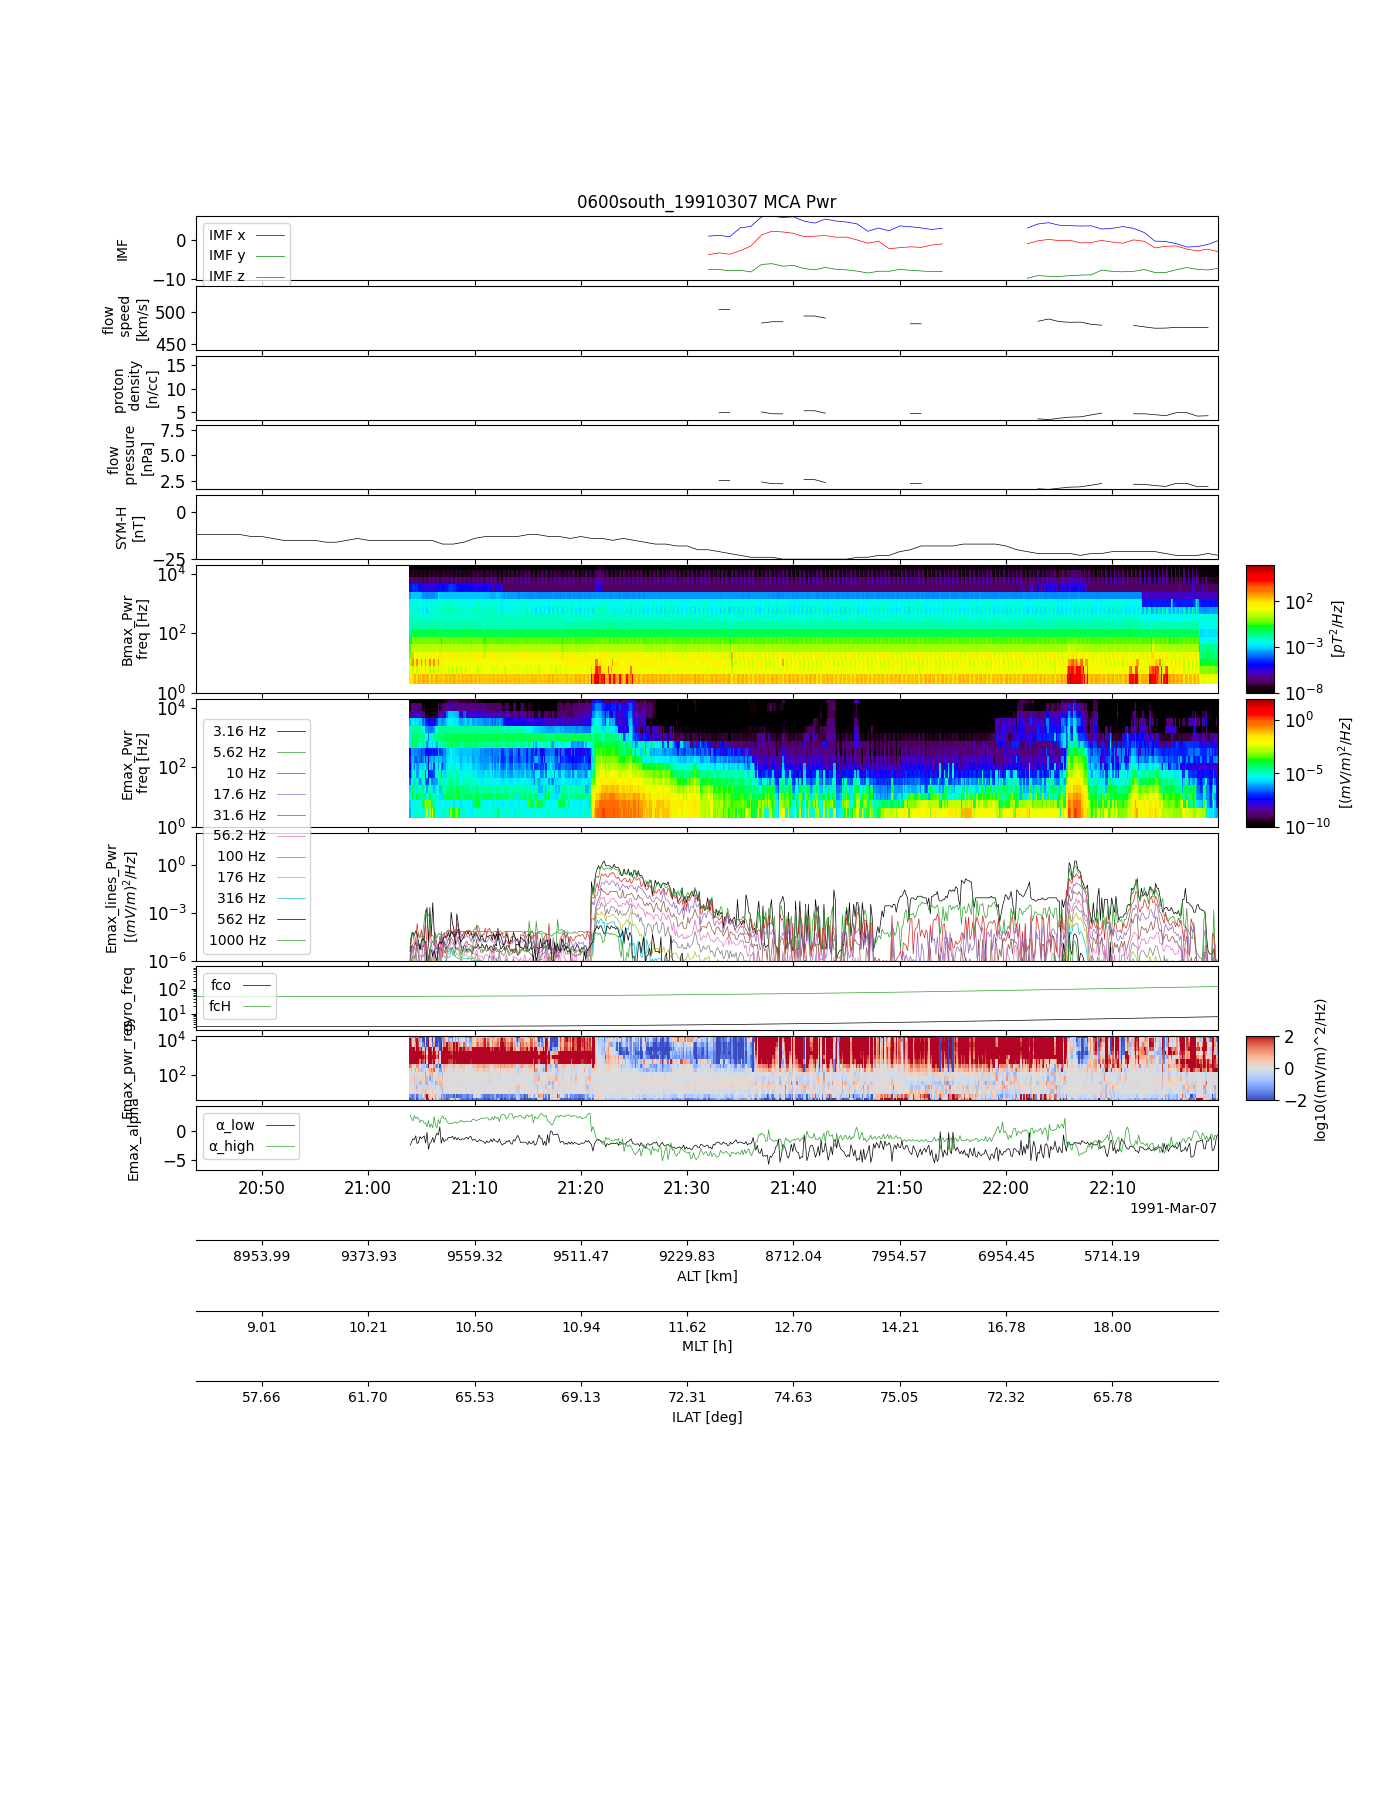 0600south_19910307 MCA Pwr
IMF
0
−10
IMF x
IMF y
IMF z
flow
speed
[km/s]
500
450
proton
density
[n/cc]
15
10
5
flow
pressure
[nPa]
7.5
5.0
2.5
SYM-H
[nT]
0
−25
Bmax_Pwr
freq [Hz]
10^4
10^2
10^0
10^2
10^−3
10^−8
[pT^2/Hz]
Emax_Pwr
freq [Hz]
10^4
10^2
10^0
10^0
10^−5
10^−10
[(mV/m)^2/Hz]
3.16 Hz
5.62 Hz
10 Hz
17.6 Hz
31.6 Hz
56.2 Hz
100 Hz
176 Hz
316 Hz
562 Hz
1000 Hz
Emax_lines_Pwr
[(mV/m)^2/Hz]
10^0
10^−3
10^−6
gyro_freq
10^2
10^1
fco
fcH
Emax_pwr_reg
10^4
10^2
2
0
−2
log10((mV/m)^2/Hz)
Emax_alpha
0
−5
α_low
α_high
20:50 21:00 21:10 21:20 21:30 21:40 21:50 22:00 22:10
1991-Mar-07
8953.99 9373.93 9559.32 9511.47 9229.83 8712.04 7954.57 6954.45 5714.19
ALT [km]
9.01 10.21 10.50 10.94 11.62 12.70 14.21 16.78 18.00
MLT [h]
57.66 61.70 65.53 69.13 72.31 74.63 75.05 72.32 65.78
ILAT [deg]